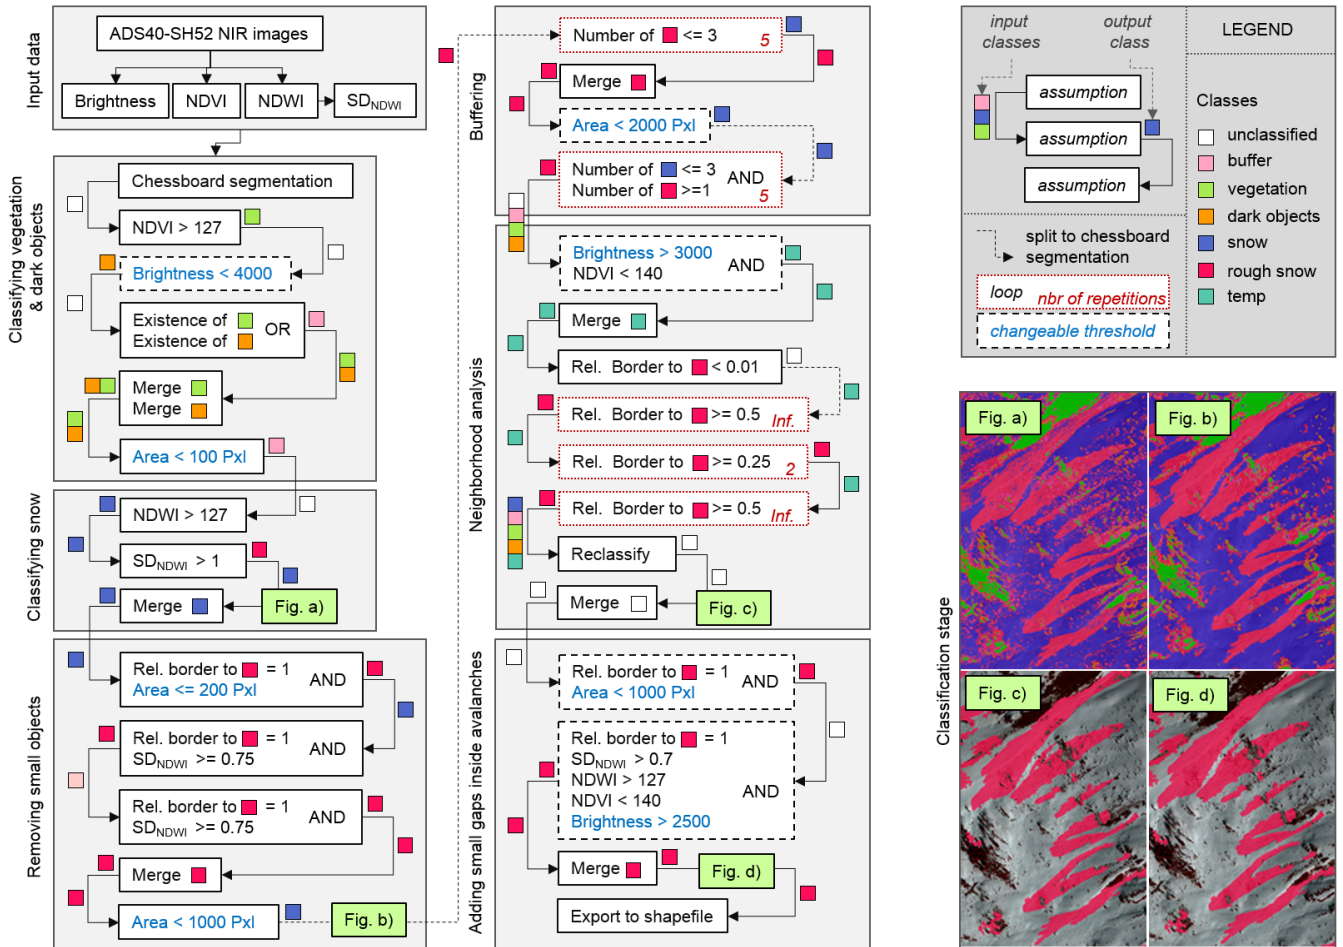 Input data
ADS40-SH52 NIR images
Brightness
NDVI
NDWI
SD_NDWI
Classifying vegetation
& dark objects
Chessboard segmentation
NDVI > 127
Brightness < 4000
Existence of
Existence of
OR
Merge
Merge
Area < 100 Pxl
Classifying snow
NDWI > 127
SD_NDWI > 1
Merge
Fig. a)
Removing small objects
Rel. border to = 1
Area <= 200 Pxl
AND
Rel. border to = 1
SD_NDWI >= 0.75
AND
Rel. border to = 1
SD_NDWI >= 0.75
AND
Merge
Area < 1000 Pxl
Fig. b)
Buffering
Number of <= 3
5
Merge
Area < 2000 Pxl
Number of <= 3
Number of >=1
AND
5
Neighborhood analysis
Brightness > 3000
NDVI < 140
AND
Merge
Rel. Border to < 0.01
Rel. Border to >= 0.5 Inf.
Rel. Border to >= 0.25 2
Rel. Border to >= 0.5 Inf.
Reclassify
Merge
Fig. c)
Adding small gaps inside avalanches
Rel. border to = 1
Area < 1000 Pxl
AND
Rel. border to = 1
SD_NDWI > 0.7
NDWI > 127
NDVI < 140
Brightness > 2500
AND
Merge
Fig. d)
Export to shapefile
input
classes
output
class
assumption
assumption
assumption
split to chessboard
segmentation
loop nbr of repetitions
changeable threshold
LEGEND
Classes
unclassified
buffer
vegetation
dark objects
snow
rough snow
temp
Classification stage
Fig. a)
Fig. b)
Fig. c)
Fig. d)